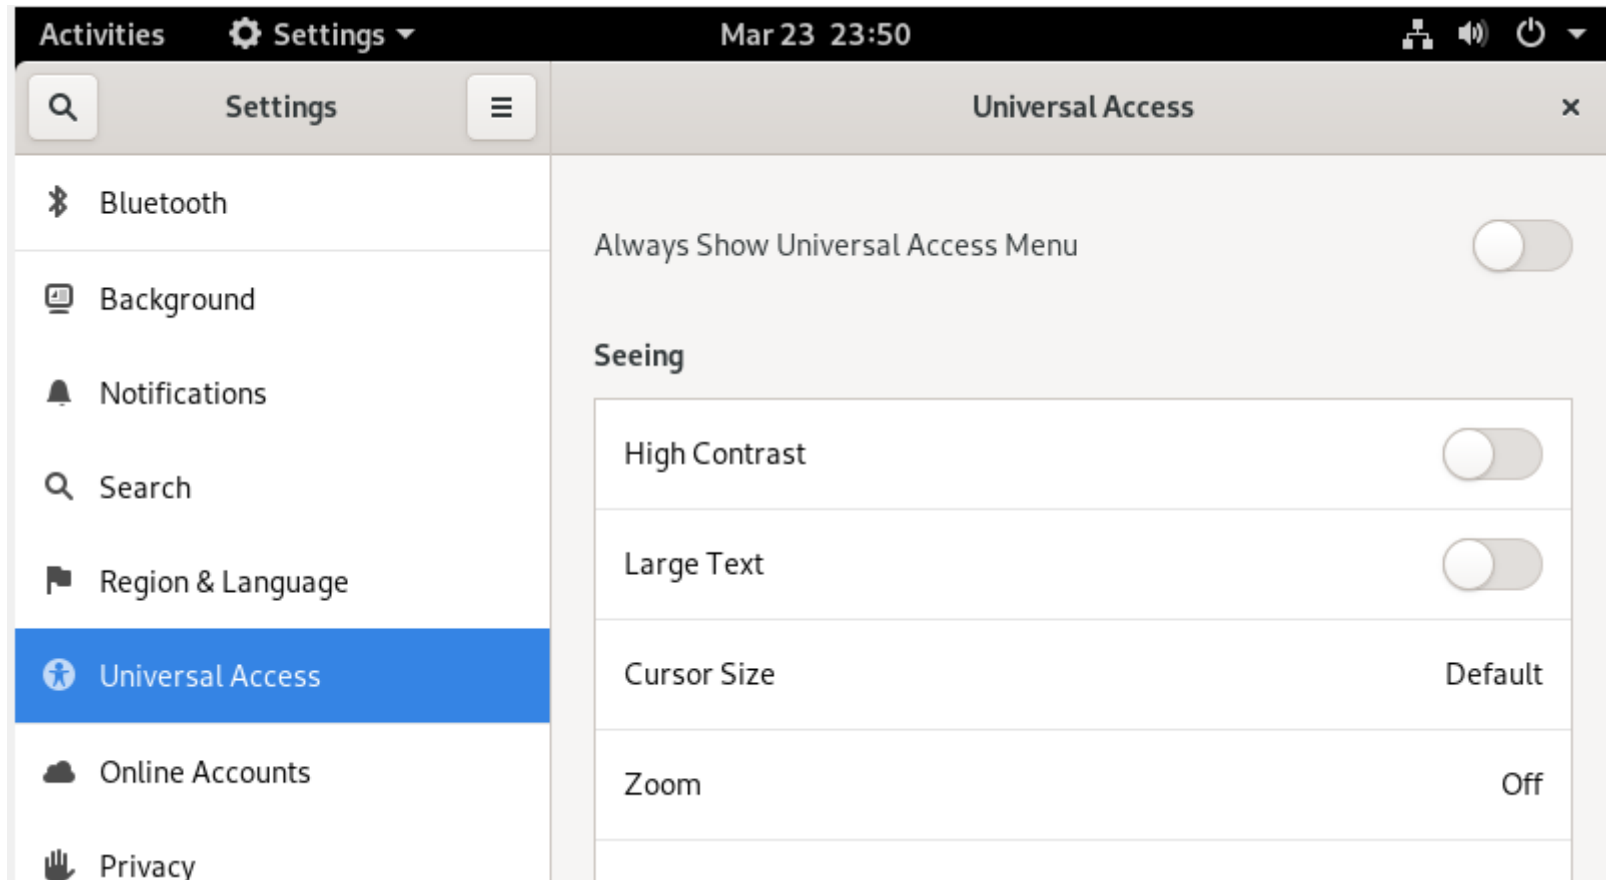 Activities Settings Mar 23 23:50
Settings
Universal Access
Bluetooth
Background
Notifications
Search
Region & Language
Universal Access
Online Accounts
Privacy
Always Show Universal Access Menu
Seeing
High Contrast
Large Text
Cursor Size Default
Zoom Off